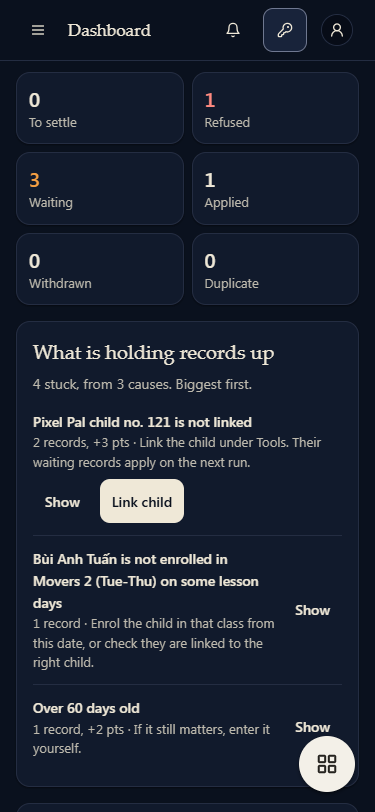 Dashboard
0
To settle
1
Refused
3
Waiting
1
Applied
0
Withdrawn
0
Duplicate
What is holding records up
4 stuck, from 3 causes. Biggest first.
Pixel Pal child no. 121 is not linked
2 records, +3 pts · Link the child under Tools. Their
waiting records apply on the next run.
Show
Link child
Bùi Anh Tuấn is not enrolled in
Movers 2 (Tue-Thu) on some lesson
days
1 record · Enrol the child in that class from
this date, or check they are linked to the
right child.
Show
Over 60 days old
1 record, +2 pts · If it still matters, enter it
yourself.
Show